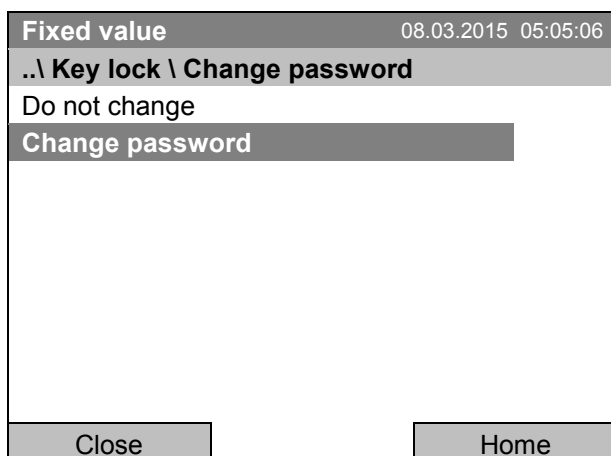 Fixed value 08.03.2015 05:05:06
..\ Key lock \ Change password
Do not change
Change password
Close Home